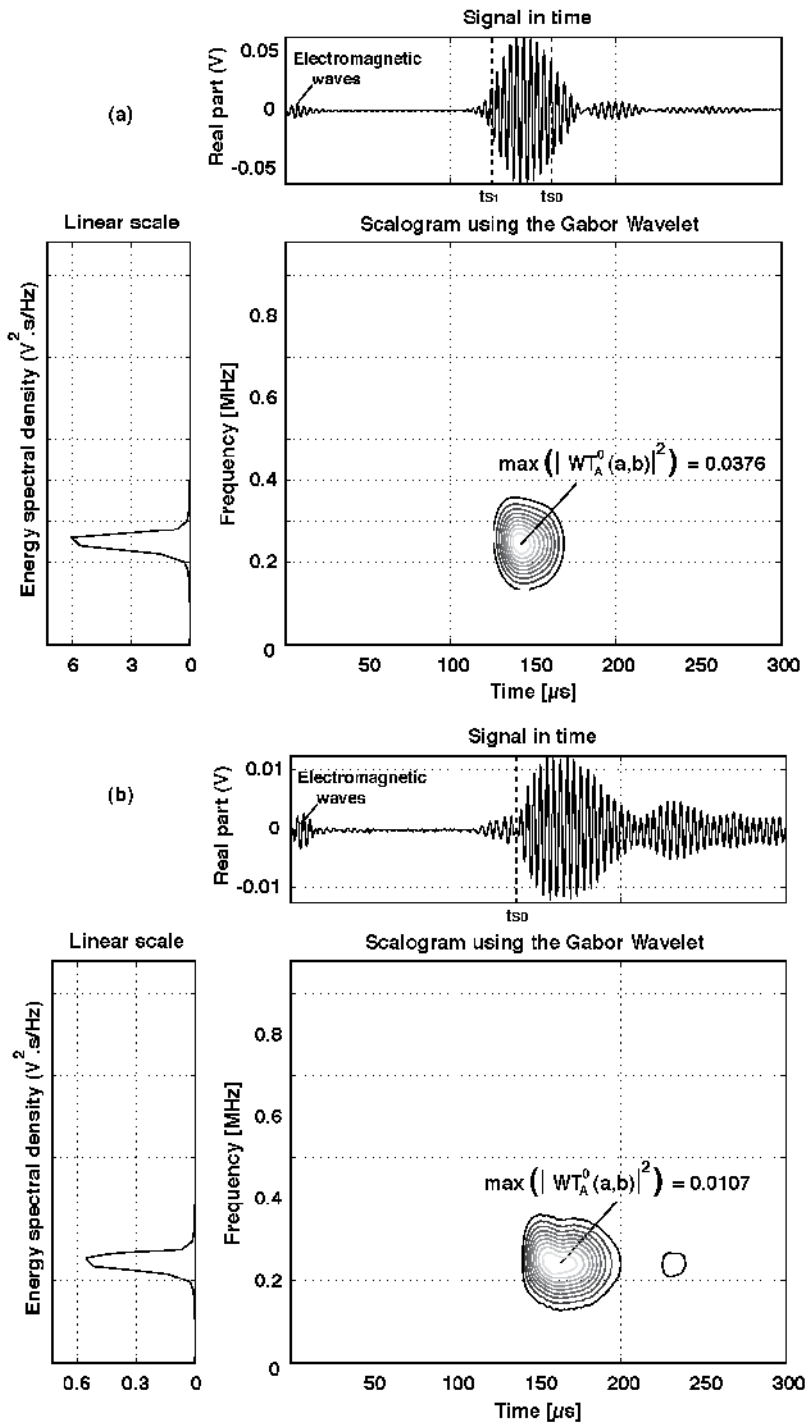 Signal in time
Real part (V)
0.05
0
-0.05
Electromagnetic
waves
(a)
ts1
ts0
Linear scale
Scalogram using the Gabor Wavelet
Energy spectral density (V².s/Hz)
6 3 0
Frequency [MHz]
0.8
0.6
0.4
0.2
0
max (| WT_A^0 (a,b)|²) = 0.0376
50 100 150 200 300
Time [µs]
Signal in time
Real part (V)
0.01
0
-0.01
Electromagnetic
waves
(b)
ts0
Linear scale
Scalogram using the Gabor Wavelet
Energy spectral density (V².s/Hz)
0.6 0.3 0
Frequency [MHz]
0.8
0.6
0.4
0.2
0
max (| WT_A^0 (a,b)|²) = 0.0107
50 100 150 200 300
Time [µs]